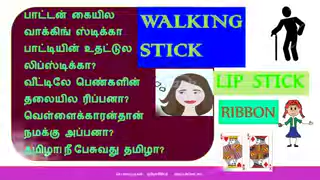 பாட்டன் கையில
வாக்கிங் ஸ்டிக்கா
பாட்டியின் உதட்டுல
லிப்ஸ்டிக்கா?
வீட்டிலே பெண்களின்
தலையில ரிப்பனா?
வெள்ளைக்காரன்தான்
நமக்கு அப்பனா?
தமிழா! நீ பேசுவது தமிழா?
WALKING
STICK
LIP STICK
RIBBON